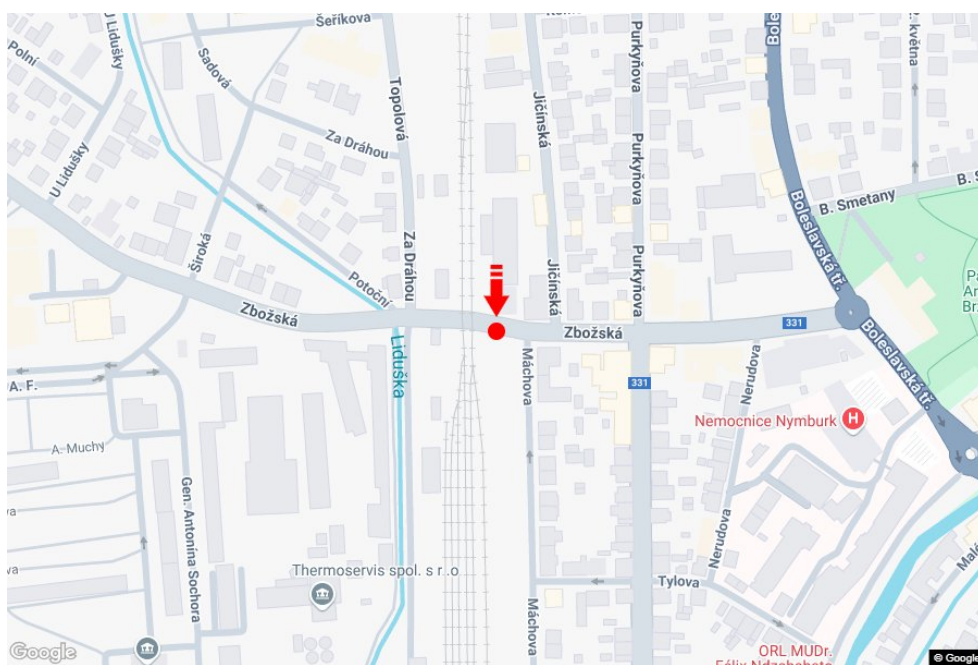 U Lidušky
Šeříkova
Polní
Sadová
Topolová
Jičínská
Purkyňova
Purkyňova
Boleslavská tř.
května
Za Dráhou
U Lidušky
B. Smetany
Široká
Potoční
Za Dráhou
Jičínská
Purkyňova
Boleslavská tř.
Zbožská
Zbožská
331
Liduška
Máchova
Nerudova
331
Boleslavská tř.
A. F.
A. Muchy
Nemocnice Nymburk
H
Gen. Antonína Sochora
Thermoservis spol. s r.o
Máchova
Tylova
Nerudova
Google
ORL MUDr.
© Google